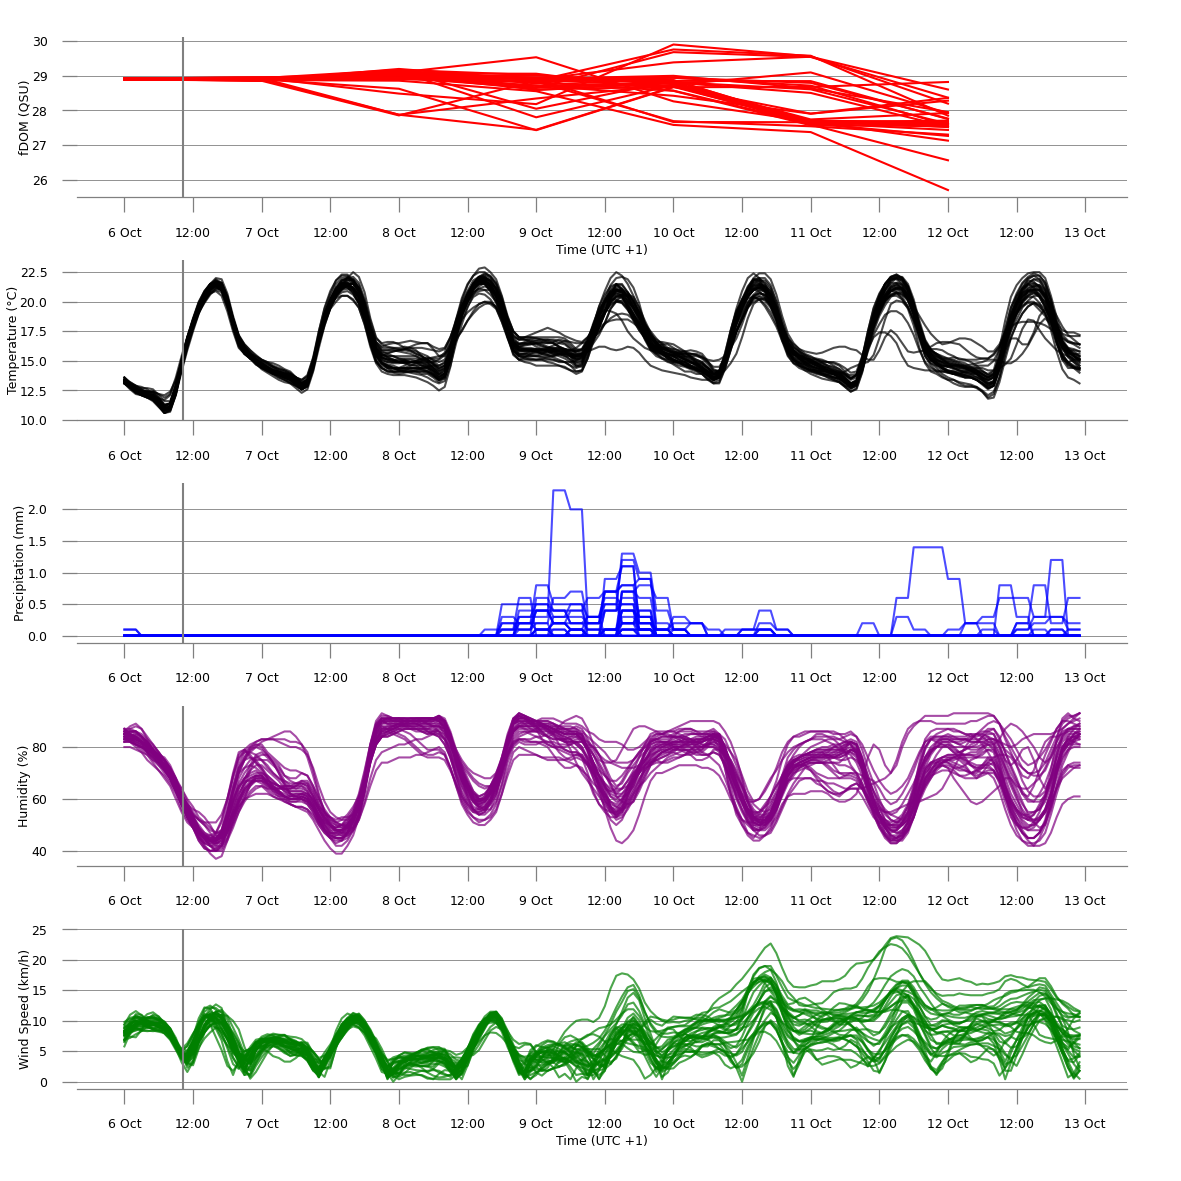 30
29
28
27
26
fDOM (QSU)
6 Oct 12:00 7 Oct 12:00 8 Oct 12:00 9 Oct 12:00 10 Oct 12:00 11 Oct 12:00 12 Oct 12:00 13 Oct
Time (UTC +1)
22.5
20.0
17.5
15.0
12.5
10.0
Temperature (°C)
6 Oct 12:00 7 Oct 12:00 8 Oct 12:00 9 Oct 12:00 10 Oct 12:00 11 Oct 12:00 12 Oct 12:00 13 Oct
2.0
1.5
1.0
0.5
0.0
Precipitation (mm)
6 Oct 12:00 7 Oct 12:00 8 Oct 12:00 9 Oct 12:00 10 Oct 12:00 11 Oct 12:00 12 Oct 12:00 13 Oct
80
60
40
Humidity (%)
6 Oct 12:00 7 Oct 12:00 8 Oct 12:00 9 Oct 12:00 10 Oct 12:00 11 Oct 12:00 12 Oct 12:00 13 Oct
25
20
15
10
5
0
Wind Speed (km/h)
6 Oct 12:00 7 Oct 12:00 8 Oct 12:00 9 Oct 12:00 10 Oct 12:00 11 Oct 12:00 12 Oct 12:00 13 Oct
Time (UTC +1)